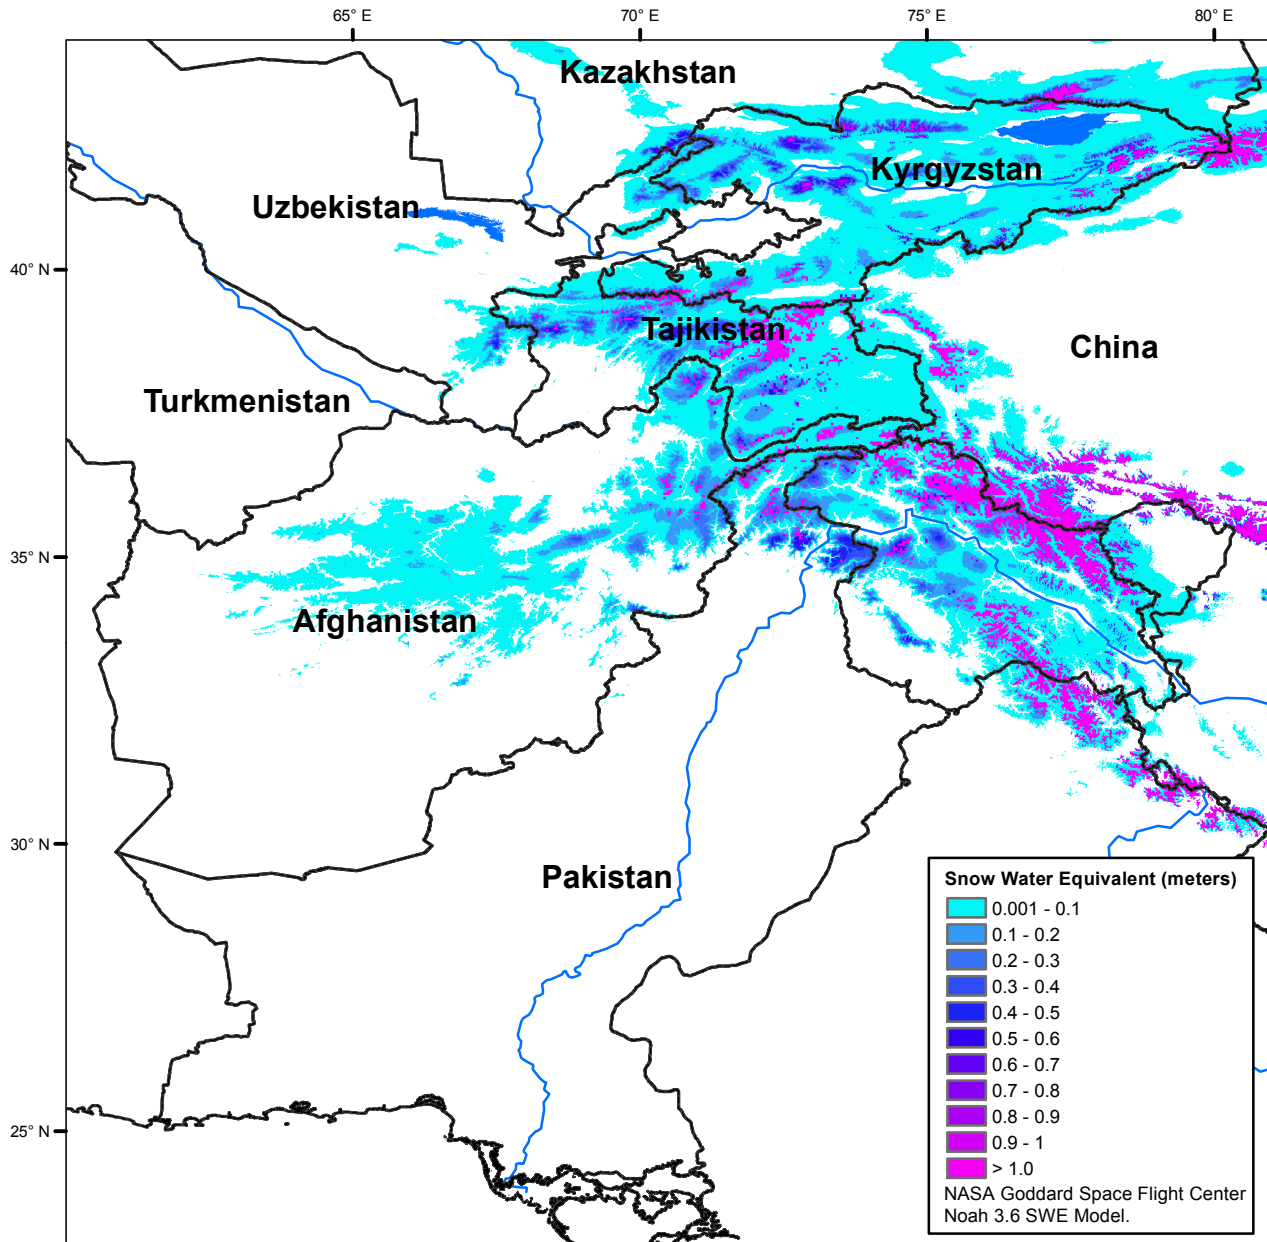 65° E
70° E
75° E
80° E
Kazakhstan
Kyrgyzstan
Uzbekistan
40° N
Tajikistan
China
Turkmenistan
35° N
Afghanistan
30° N
Pakistan
Snow Water Equivalent (meters)
0.001 - 0.1
0.1 - 0.2
0.2 - 0.3
0.3 - 0.4
0.4 - 0.5
0.5 - 0.6
0.6 - 0.7
0.7 - 0.8
0.8 - 0.9
25° N
0.9 - 1
> 1.0
NASA Goddard Space Flight Center
Noah 3.6 SWE Model.